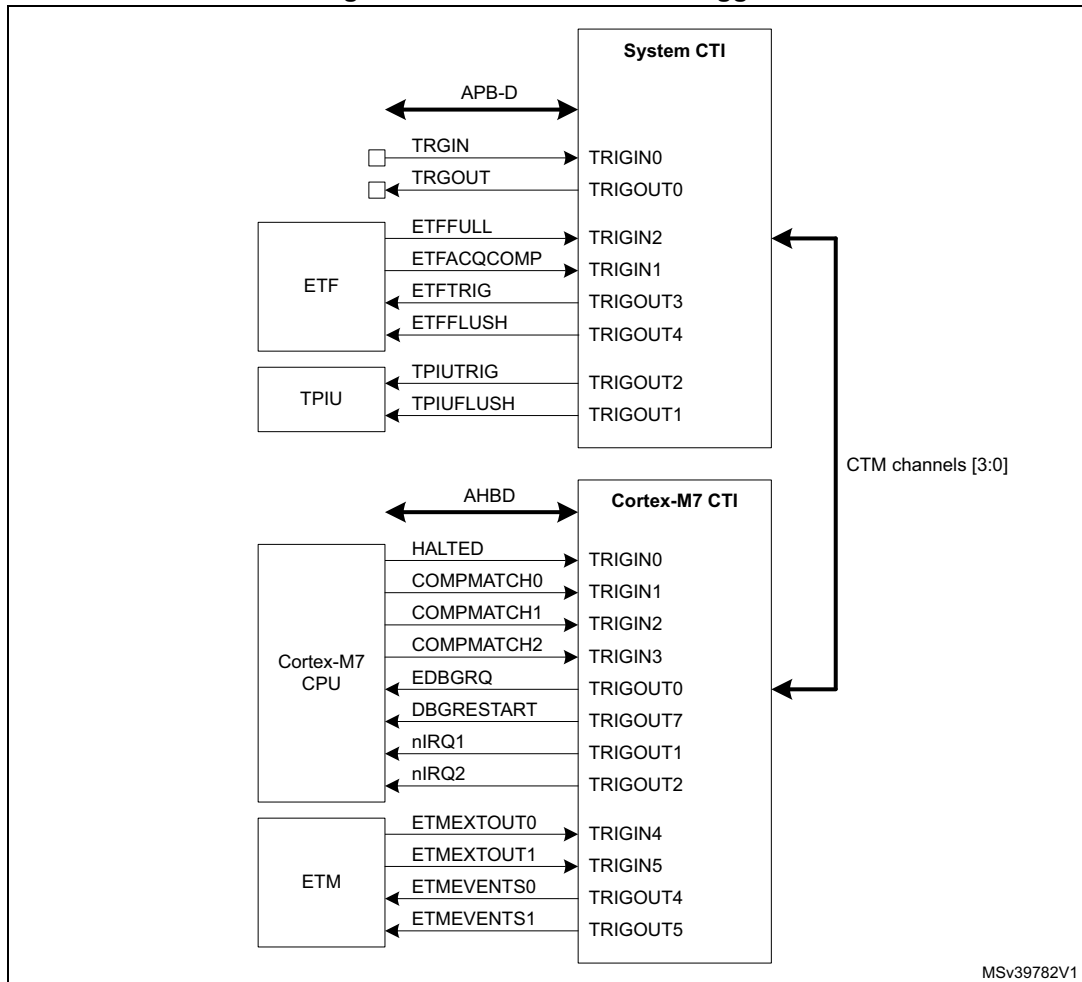 System CTI
APB-D
TRGIN
TRIGIN0
TRGOUT
TRIGOUT0
ETF
ETFFULL
TRIGIN2
ETFACQCOMP
TRIGIN1
ETFTRIG
TRIGOUT3
ETFFLUSH
TRIGOUT4
TPIU
TPIUTRIG
TRIGOUT2
TPIUFLUSH
TRIGOUT1
CTM channels [3:0]
AHBD
Cortex-M7 CTI
Cortex-M7
CPU
HALTED
TRIGIN0
COMPMATCH0
TRIGIN1
COMPMATCH1
TRIGIN2
COMPMATCH2
TRIGIN3
EDBGRQ
TRIGOUT0
DBGRESTART
TRIGOUT7
nIRQ1
TRIGOUT1
nIRQ2
TRIGOUT2
ETM
ETMEXTOUT0
TRIGIN4
ETMEXTOUT1
TRIGIN5
ETMEVENTS0
TRIGOUT4
ETMEVENTS1
TRIGOUT5
MSv39782V1